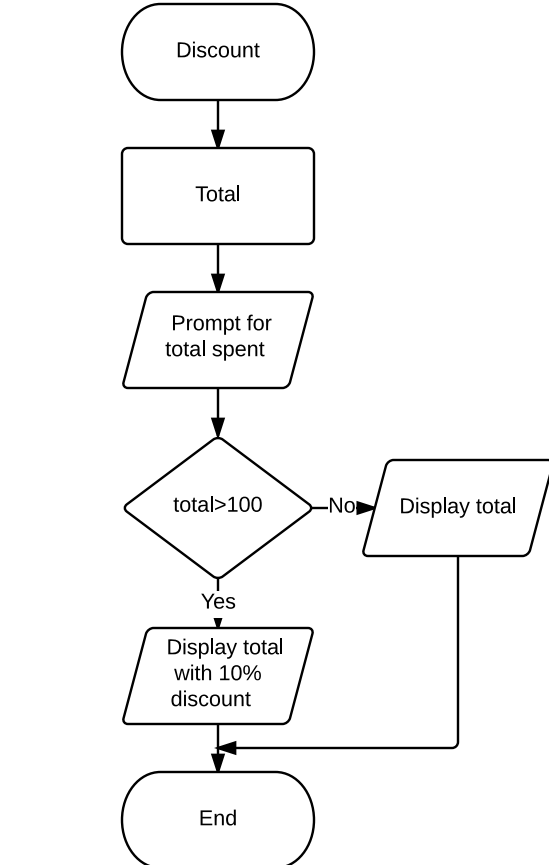 Discount
Total
Prompt for
total spent
total>100
No
Display total
Yes
Display total
with 10%
discount
End